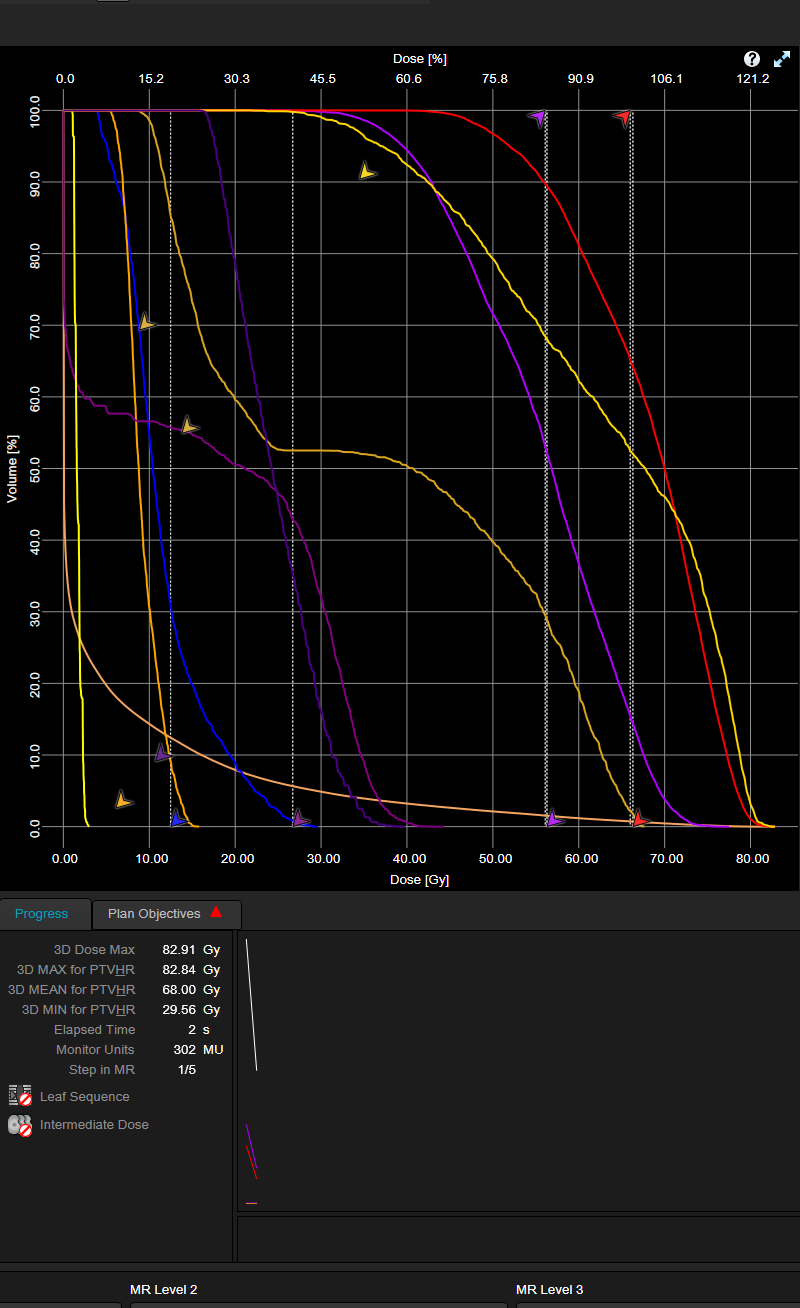 Dose [%]
0.0 15.2 30.3 45.5 60.6 75.8 90.9 106.1 121.2
100.0
90.0
80.0
70.0
60.0
Volume [%]
50.0
40.0
30.0
20.0
10.0
0.0
0.00 10.00 20.00 30.00 40.00 50.00 60.00 70.00 80.00
Dose [Gy]
Progress Plan Objectives
3D Dose Max 82.91 Gy
3D MAX for PTVHR 82.84 Gy
3D MEAN for PTVHR 68.00 Gy
3D MIN for PTVHR 29.56 Gy
Elapsed Time 2 s
Monitor Units 302 MU
Step in MR 1/5
Leaf Sequence
Intermediate Dose
MR Level 2 MR Level 3